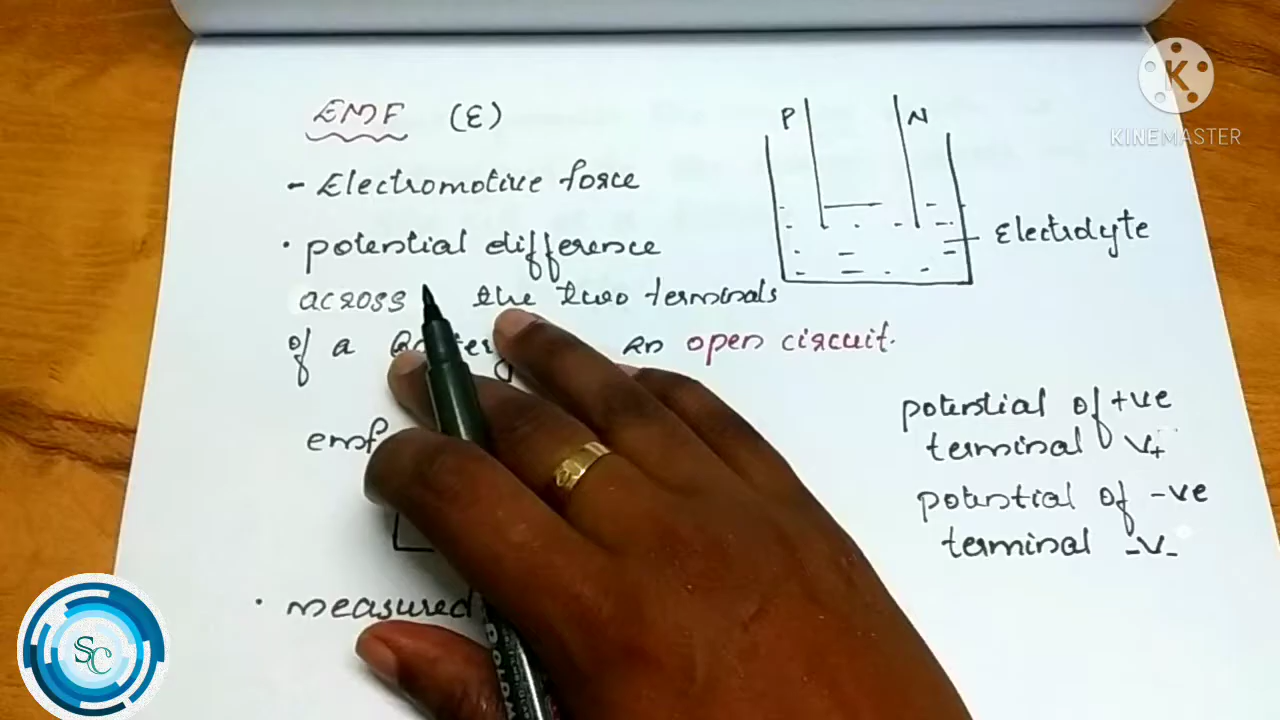 EMF (ε)
- Electromotive force
• potential difference
across the two terminals
of a in open circuit.
emf
• measured
P N
Electrolyte
potential of +ve
terminal V+
potential of -ve
terminal -V-
KINEMASTER
K
SC